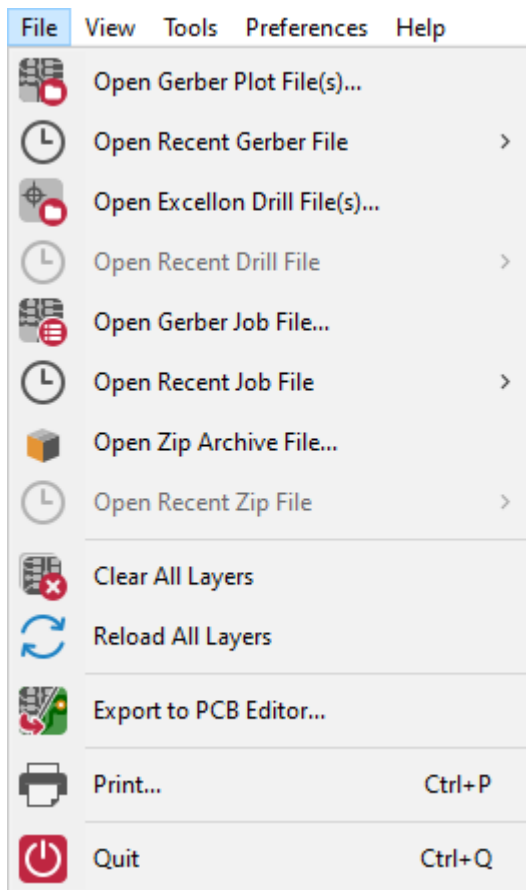 File View Tools Preferences Help
Open Gerber Plot File(s)...
Open Recent Gerber File >
Open Excellon Drill File(s)...
Open Recent Drill File >
Open Gerber Job File...
Open Recent Job File >
Open Zip Archive File...
Open Recent Zip File >
Clear All Layers
Reload All Layers
Export to PCB Editor...
Print... Ctrl+P
Quit Ctrl+Q